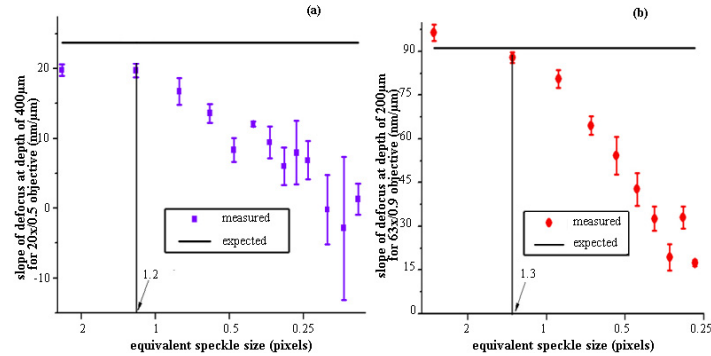 (a)
slope of defocus at depth of 400μm
for 20x/0.5 objective (nm/μm)
20
10
0
-10
measured
expected
1.2
2
1
0.5
0.25
equivalent speckle size (pixels)
(b)
slope of defocus at depth of 200μm
for 63x/0.9 objective (nm/μm)
90
75
60
45
30
15
0
measured
expected
1.3
2
1
0.5
0.25
equivalent speckle size (pixels)